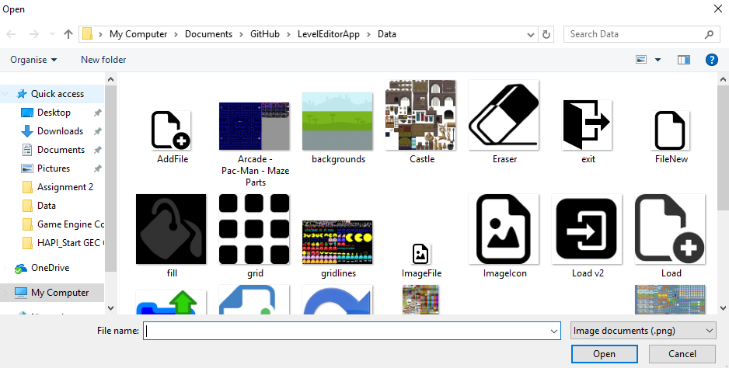 Open
My Computer > Documents > GitHub > LevelEditorApp > Data
Search Data
Organise
New folder
Quick access
Desktop
Downloads
Documents
Pictures
Assignment 2
Data
Game Engine Co
HAPI_Start GEC
OneDrive
My Computer
AddFile
Arcade -
Pac-Man - Maze
Parts
backgrounds
Castle
Eraser
exit
FileNew
fill
grid
gridlines
ImageFile
ImageIcon
Load v2
Load
File name:
Image documents (.png)
Open
Cancel